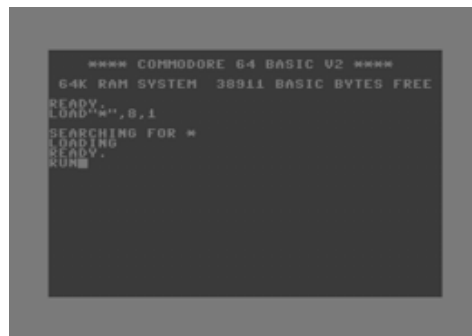 **** COMMODORE 64 BASIC V2 ****
64K RAM SYSTEM 38911 BASIC BYTES FREE
READY.
LOAD"*",8,1
SEARCHING FOR *
LOADING
READY.
RUN